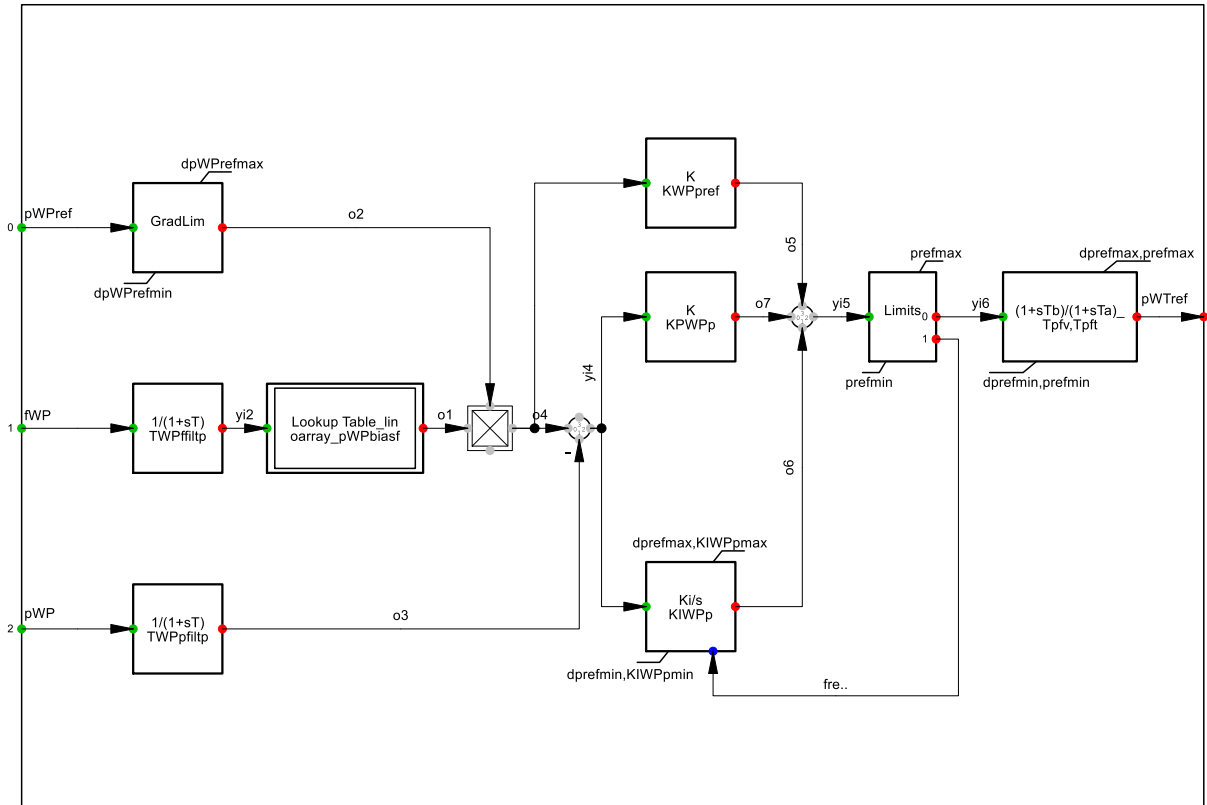 dpWPrefmax
pWPref
0
GradLim
o2
dpWPrefmin
K
KWPpref
o5
prefmax
dprefmax,prefmax
K
KPWPp
o7
yi5
Limits
0
1
yi6
(1+sTb)/(1+sTa)_
Tpfv,Tpft
pWTref
prefmin
dprefmin,prefmin
yi4
fWP
1
1/(1+sT)
TWPffiltp
yi2
Lookup Table_lin
oarray_pWPbiasf
o1
o4
-
o6
dprefmax,KIWPpmax
Ki/s
KIWPp
dprefmin,KIWPpmin
fre..
pWP
2
1/(1+sT)
TWPpfiltp
o3